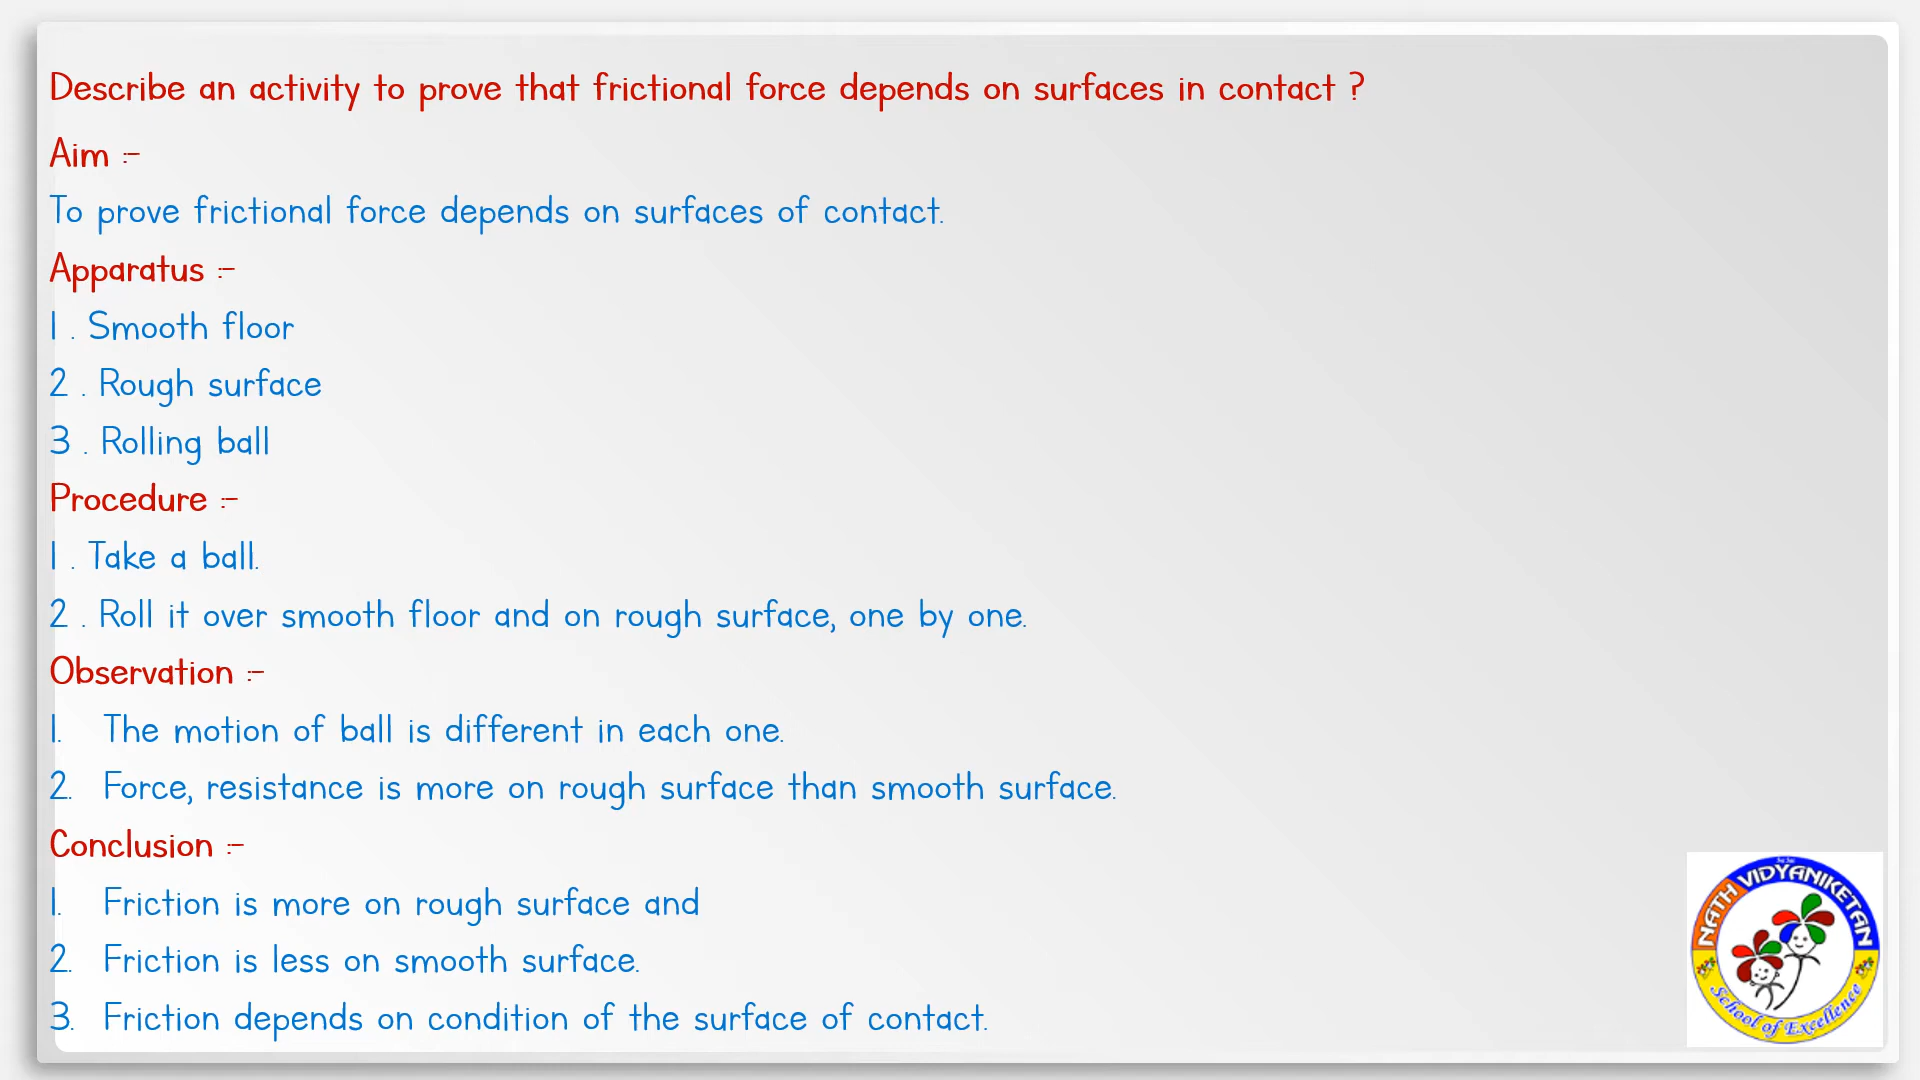 Describe an activity to prove that frictional force depends on surfaces in contact ?
Aim :-
To prove frictional force depends on surfaces of contact.
Apparatus :-
1 . Smooth floor
2 . Rough surface
3 . Rolling ball
Procedure :-
1 . Take a ball.
2 . Roll it over smooth floor and on rough surface, one by one.
Observation :-
1. The motion of ball is different in each one.
2. Force, resistance is more on rough surface than smooth surface.
Conclusion :-
1. Friction is more on rough surface and
2. Friction is less on smooth surface.
3. Friction depends on condition of the surface of contact.
NATH VIDYANIKETAN
School of Excellence